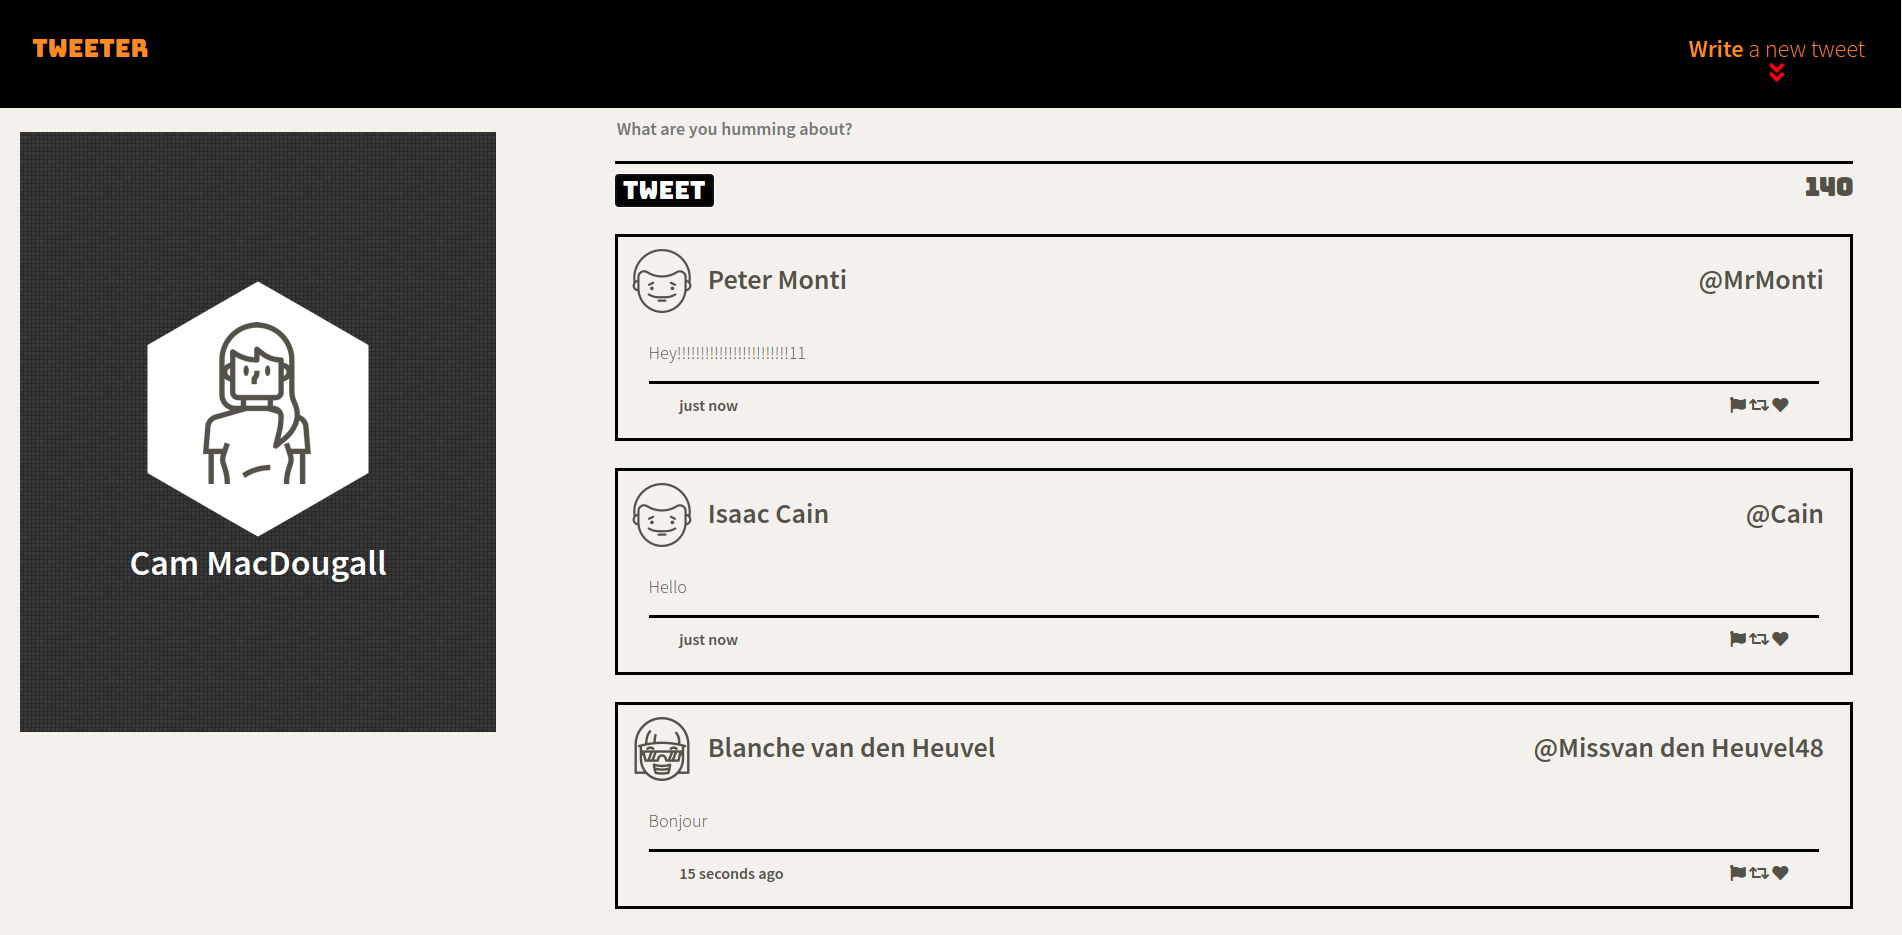 TWEETER
Write a new tweet
Cam MacDougall
What are you humming about?
TWEET
140
Peter Monti
@MrMonti
Hey!!!!!!!!!!!!!!!!!!!!!!!!11
just now
Isaac Cain
@Cain
Hello
just now
Blanche van den Heuvel
@Missvan den Heuvel48
Bonjour
15 seconds ago